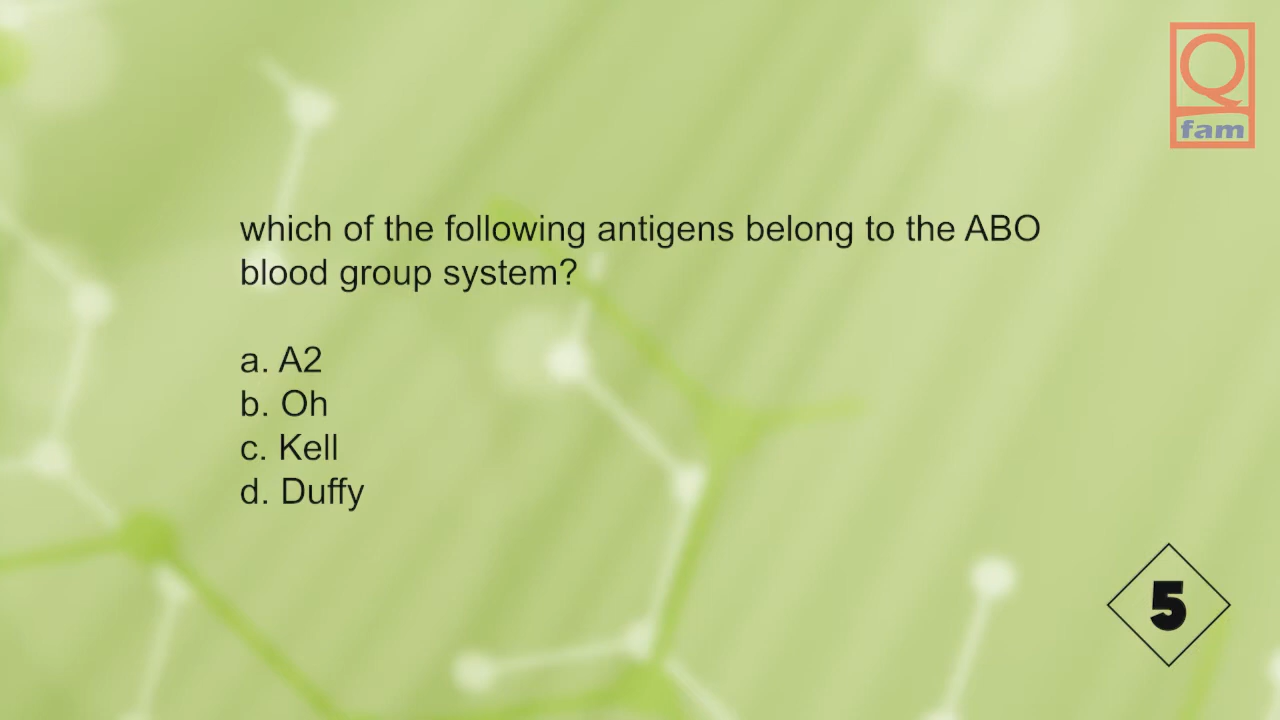 Q
fam
which of the following antigens belong to the ABO
blood group system?
a. A2
b. Oh
c. Kell
d. Duffy
5